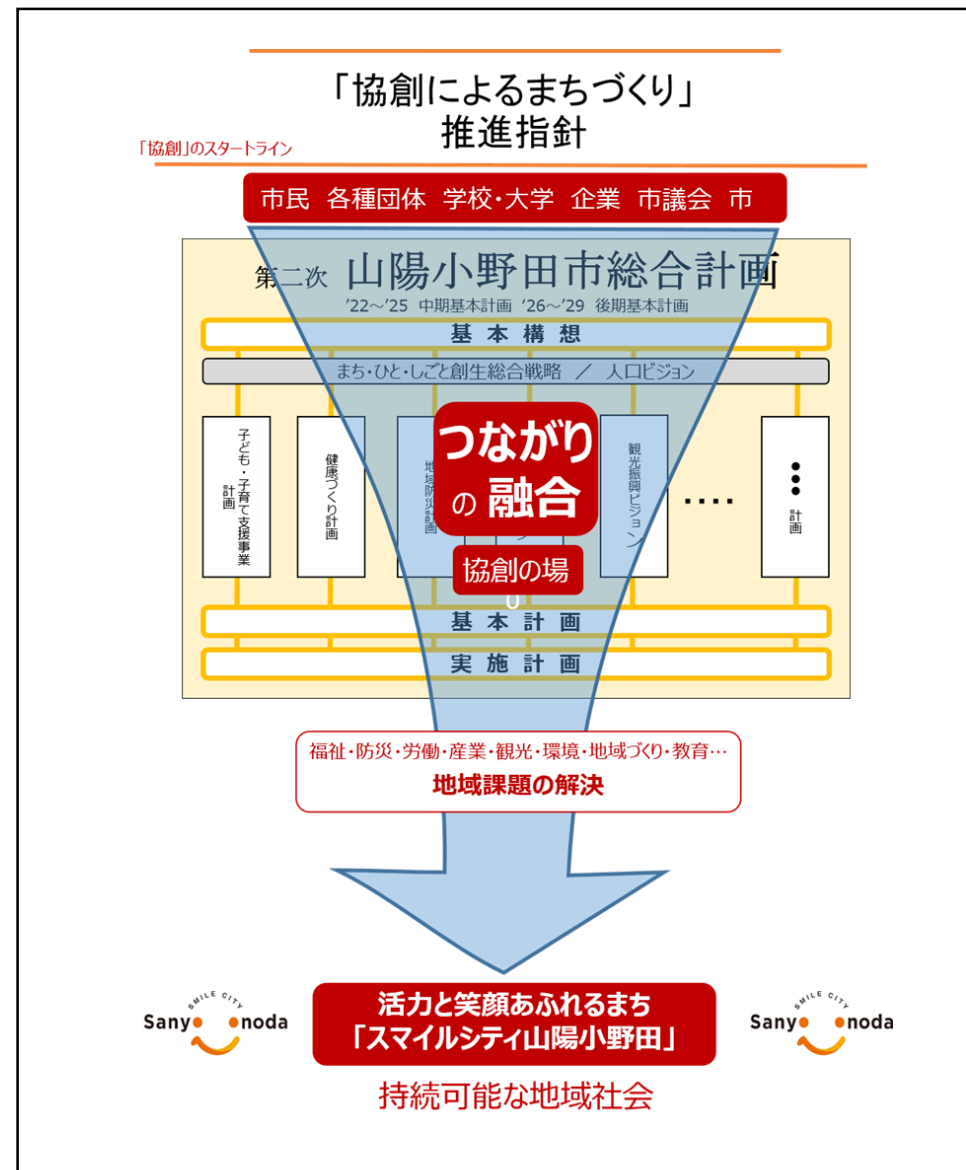 「協創によるまちづくり」
推進指針
「協創」のスタートライン
市民 各種団体 学校・大学 企業 市議会 市
第二次 山陽小野田市総合計画
'22～'25 中期基本計画 '26～'29 後期基本計画
基本構想
まち・ひと・しごと創生総合戦略 ／ 人口ビジョン
子ども・子育て支援事業
計画
健康づくり計画
地域防災計画
つながり
の 融合
観光振興ビジョン
・・・・
●●●計画
協創の場
0
基本計画
実施計画
福祉・防災・労働・産業・観光・環境・地域づくり・教育…
地域課題の解決
SMILE CITY
Sanyo onoda
活力と笑顔あふれるまち
「スマイルシティ山陽小野田」
SMILE CITY
Sanyo onoda
持続可能な地域社会